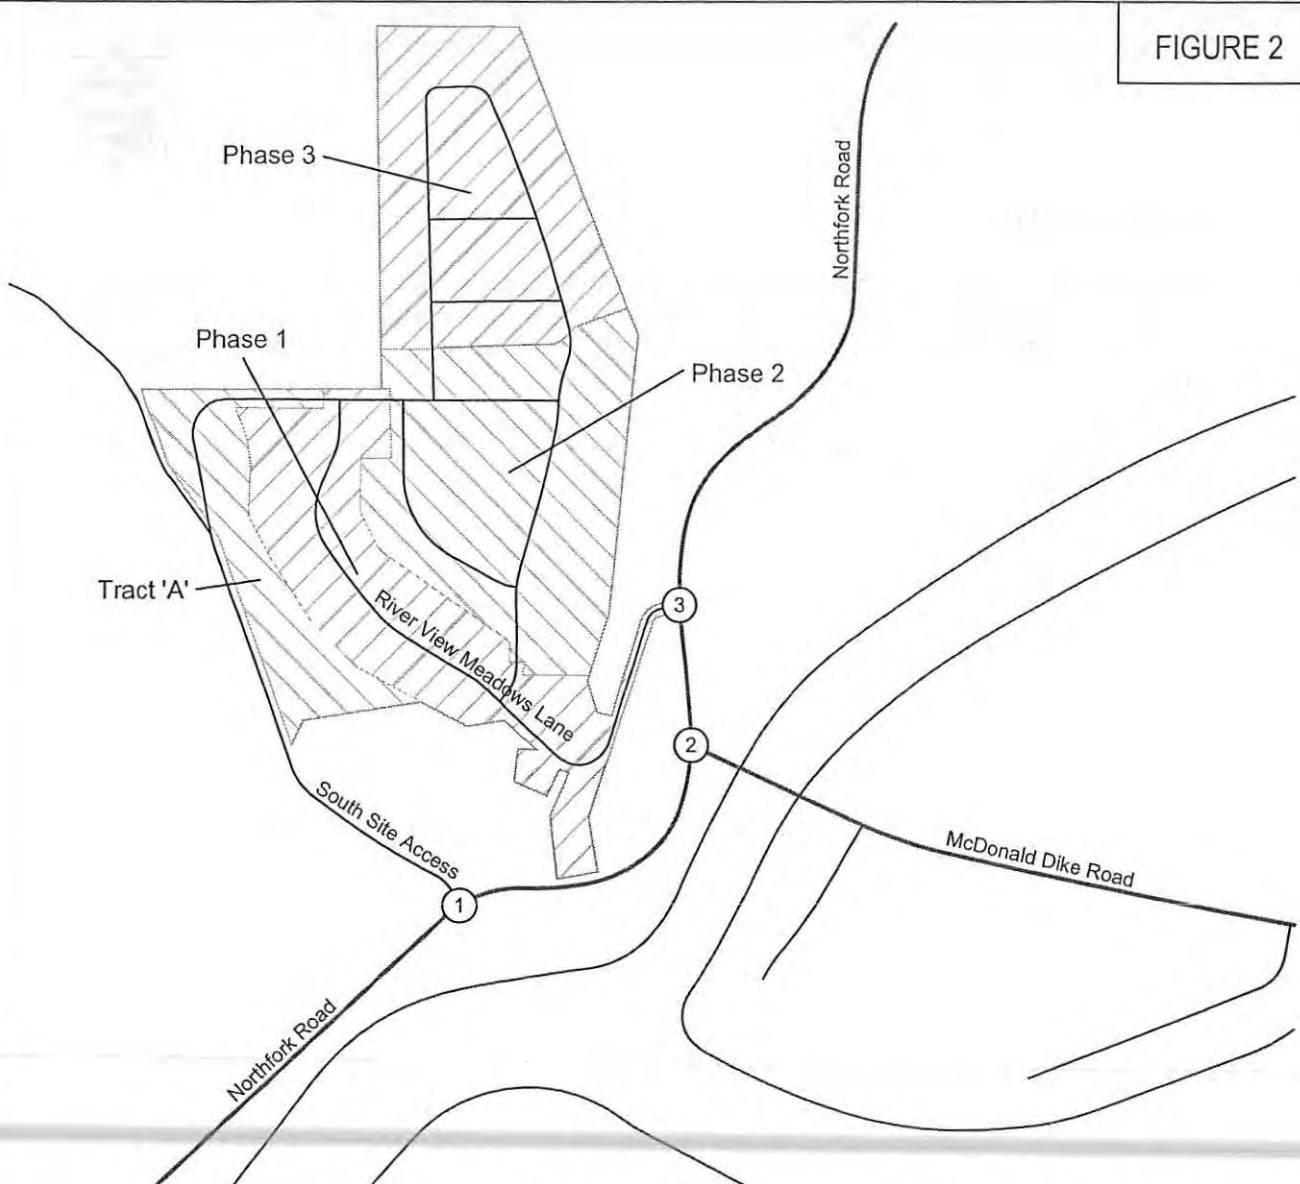 FIGURE 2
Phase 3
Northfork Road
Phase 1
Phase 2
Tract 'A'
3
River View Meadows Lane
2
South Site Access
McDonald Dike Road
1
Northfork Road